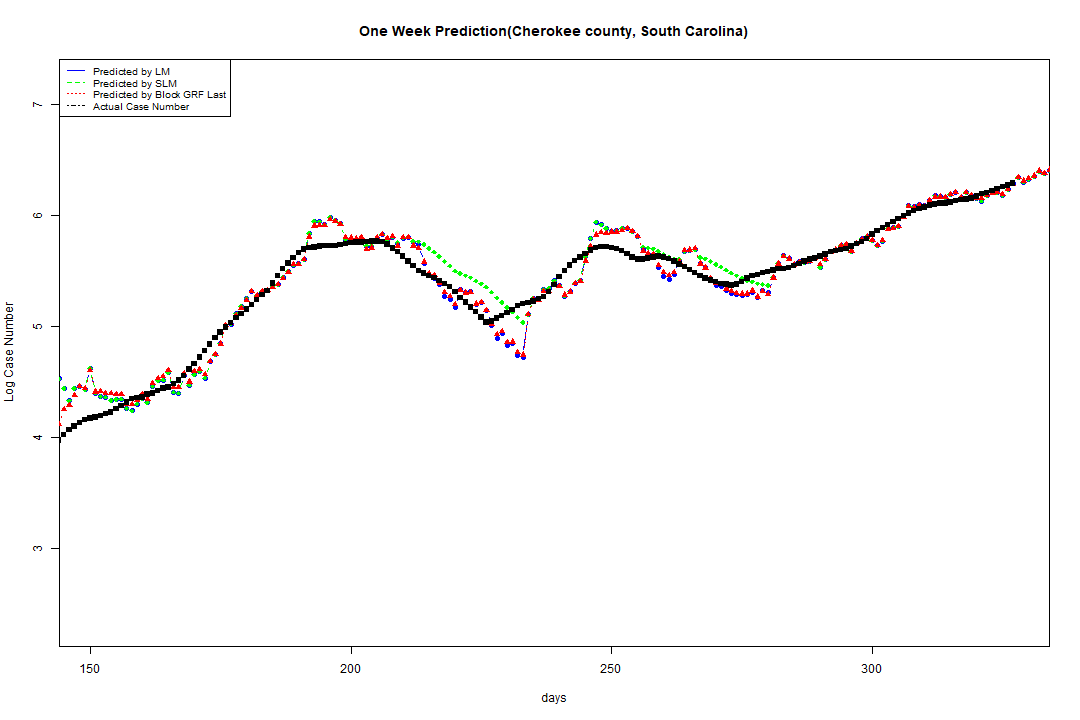 One Week Prediction(Cherokee county, South Carolina)
Predicted by LM
Predicted by SLM
Predicted by Block GRF Last
Actual Case Number
7
6
5
4
3
Log Case Number
150 200 250 300
days